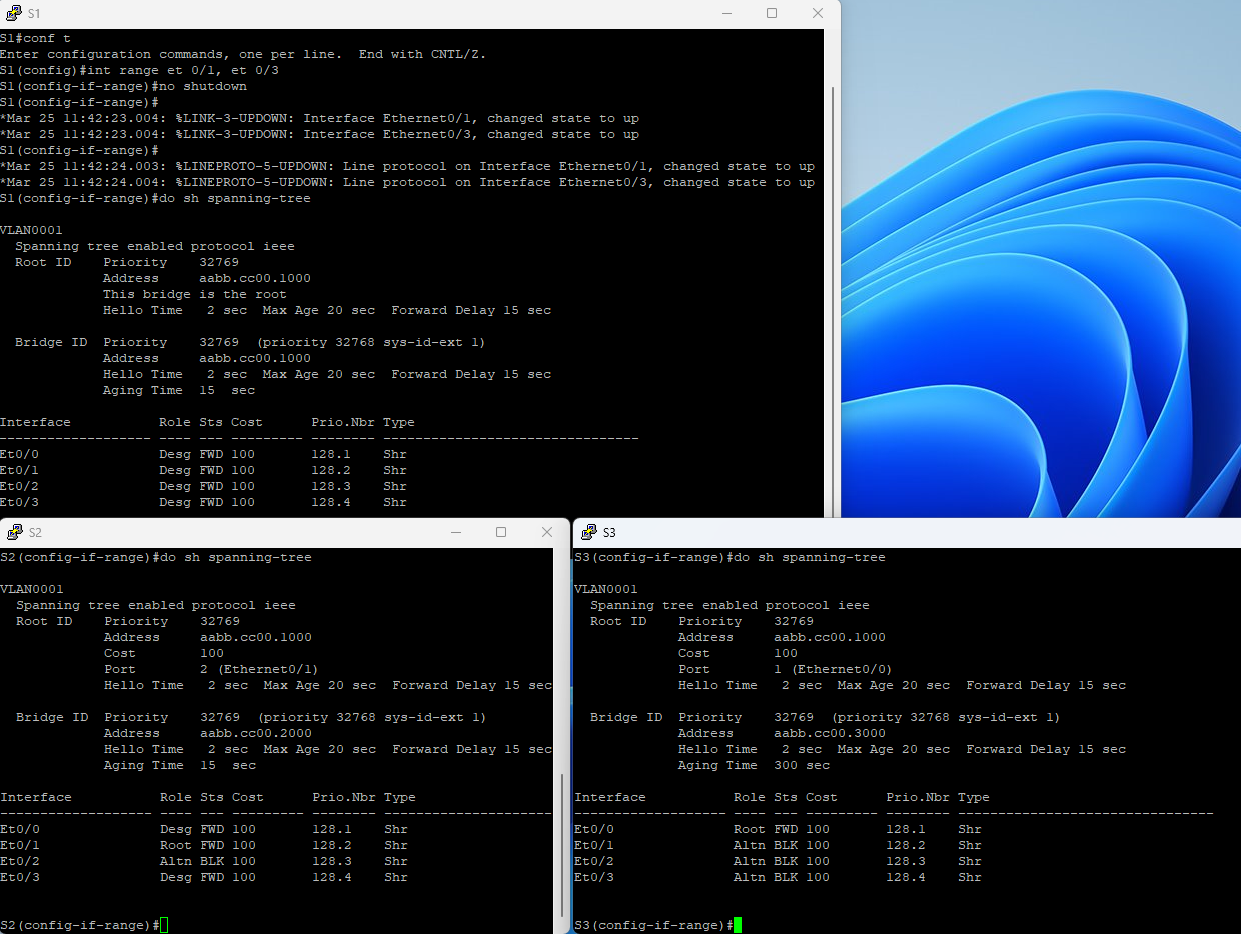 S1
S1#conf t
Enter configuration commands, one per line.  End with CNTL/Z.
S1(config)#int range et 0/1, et 0/3
S1(config-if-range)#no shutdown
S1(config-if-range)#
*Mar 25 11:42:23.004: %LINK-3-UPDOWN: Interface Ethernet0/1, changed state to up
*Mar 25 11:42:23.004: %LINK-3-UPDOWN: Interface Ethernet0/3, changed state to up
S1(config-if-range)#
*Mar 25 11:42:24.003: %LINEPROTO-5-UPDOWN: Line protocol on Interface Ethernet0/1, changed state to up
*Mar 25 11:42:24.004: %LINEPROTO-5-UPDOWN: Line protocol on Interface Ethernet0/3, changed state to up
S1(config-if-range)#do sh spanning-tree

VLAN0001
  Spanning tree enabled protocol ieee
  Root ID    Priority    32769
             Address     aabb.cc00.1000
             This bridge is the root
             Hello Time   2 sec  Max Age 20 sec  Forward Delay 15 sec

  Bridge ID  Priority    32769  (priority 32768 sys-id-ext 1)
             Address     aabb.cc00.1000
             Hello Time   2 sec  Max Age 20 sec  Forward Delay 15 sec
             Aging Time  15  sec

Interface           Role Sts Cost      Prio.Nbr Type
------------------- ---- --- --------- -------- --------------------------------
Et0/0               Desg FWD 100       128.1    Shr
Et0/1               Desg FWD 100       128.2    Shr
Et0/2               Desg FWD 100       128.3    Shr
Et0/3               Desg FWD 100       128.4    Shr
S2
S2(config-if-range)#do sh spanning-tree

VLAN0001
  Spanning tree enabled protocol ieee
  Root ID    Priority    32769
             Address     aabb.cc00.1000
             Cost        100
             Port        2 (Ethernet0/1)
             Hello Time   2 sec  Max Age 20 sec  Forward Delay 15 sec

  Bridge ID  Priority    32769  (priority 32768 sys-id-ext 1)
             Address     aabb.cc00.2000
             Hello Time   2 sec  Max Age 20 sec  Forward Delay 15 sec
             Aging Time  15  sec

Interface           Role Sts Cost      Prio.Nbr Type
------------------- ---- --- --------- -------- ---------------------
Et0/0               Desg FWD 100       128.1    Shr
Et0/1               Root FWD 100       128.2    Shr
Et0/2               Altn BLK 100       128.3    Shr
Et0/3               Desg FWD 100       128.4    Shr

S2(config-if-range)#
S3
S3(config-if-range)#do sh spanning-tree

VLAN0001
  Spanning tree enabled protocol ieee
  Root ID    Priority    32769
             Address     aabb.cc00.1000
             Cost        100
             Port        1 (Ethernet0/0)
             Hello Time   2 sec  Max Age 20 sec  Forward Delay 15 sec

  Bridge ID  Priority    32769  (priority 32768 sys-id-ext 1)
             Address     aabb.cc00.3000
             Hello Time   2 sec  Max Age 20 sec  Forward Delay 15 sec
             Aging Time  300 sec

Interface           Role Sts Cost      Prio.Nbr Type
------------------- ---- --- --------- -------- --------------------------------
Et0/0               Root FWD 100       128.1    Shr
Et0/1               Altn BLK 100       128.2    Shr
Et0/2               Altn BLK 100       128.3    Shr
Et0/3               Altn BLK 100       128.4    Shr

S3(config-if-range)#